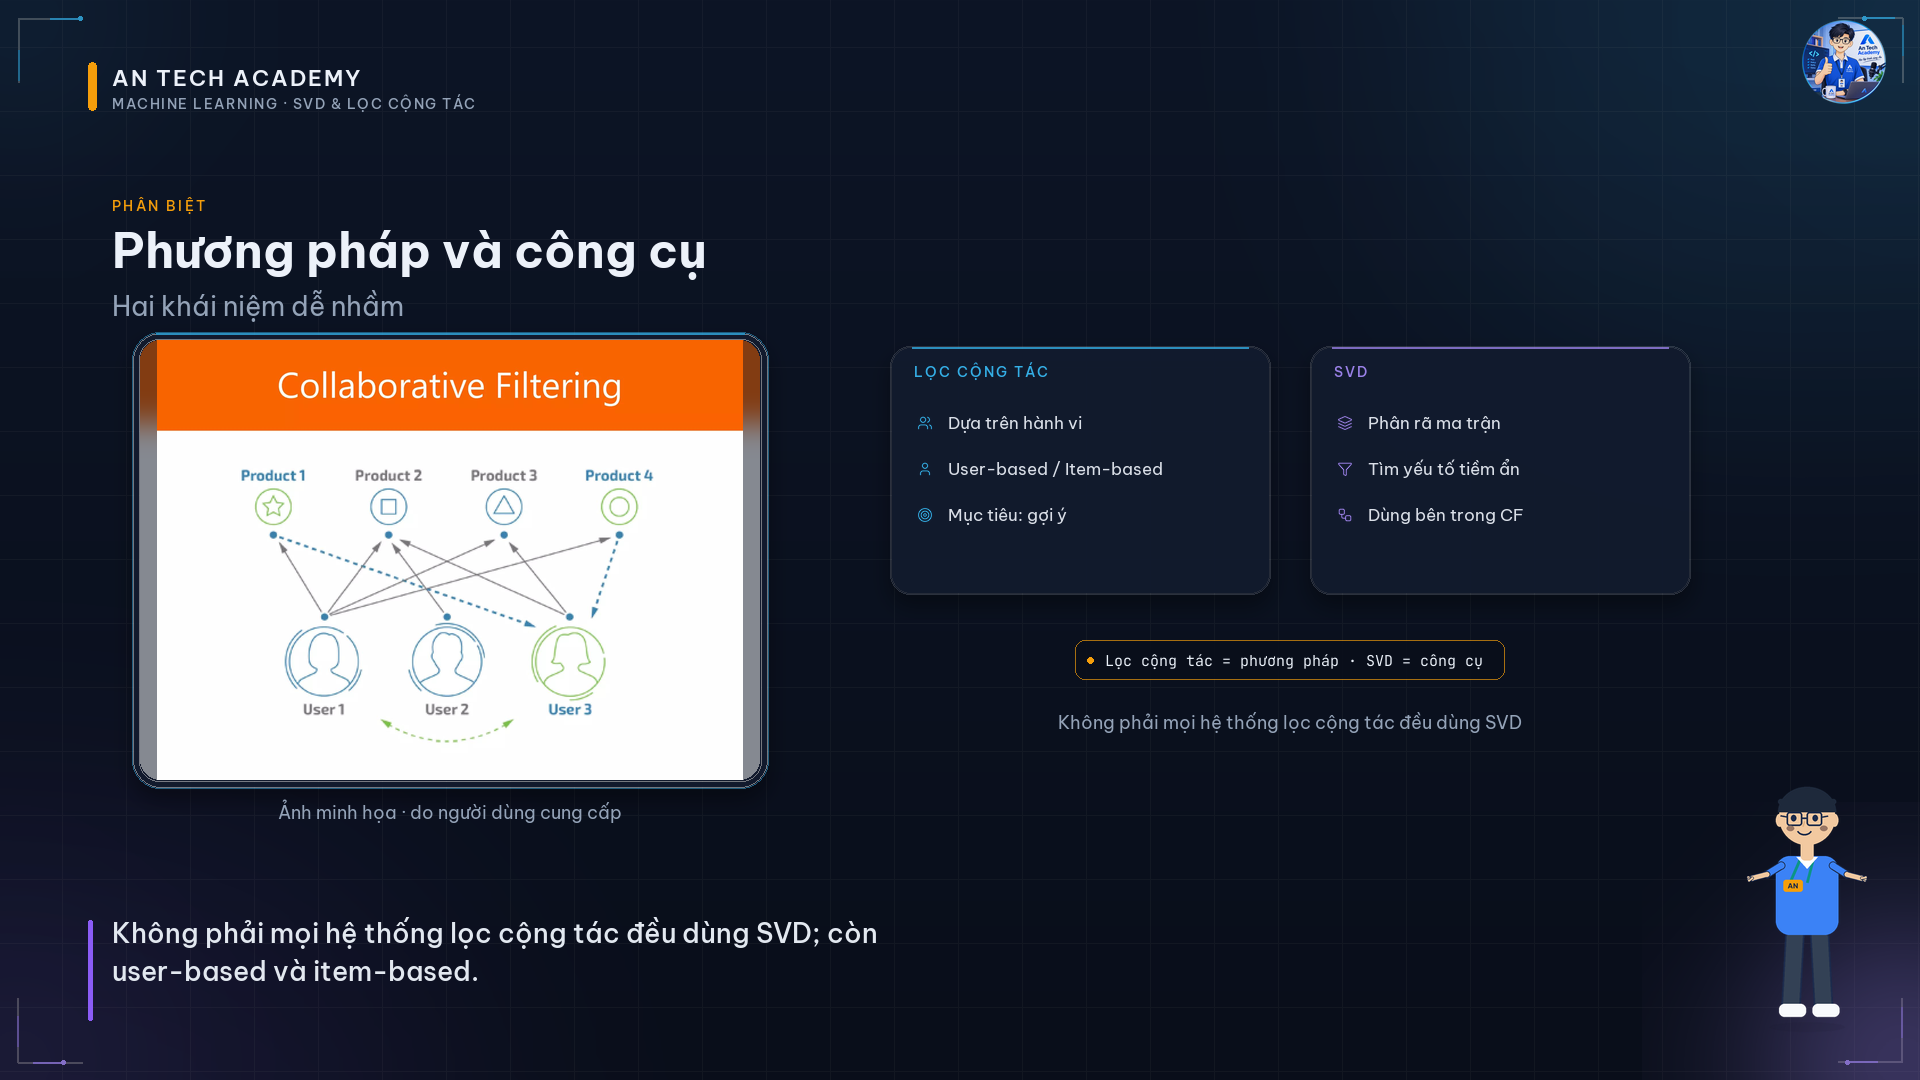 AN TECH ACADEMY
MACHINE LEARNING · SVD & LỌC CỘNG TÁC
An Tech
Academy
PHÂN BIỆT
Phương pháp và công cụ
Hai khái niệm dễ nhầm
Collaborative Filtering
Product 1 Product 2 Product 3 Product 4
User 1 User 2 User 3
Ảnh minh họa · do người dùng cung cấp
LỌC CỘNG TÁC
Dựa trên hành vi
User-based / Item-based
Mục tiêu: gợi ý
SVD
Phân rã ma trận
Tìm yếu tố tiềm ẩn
Dùng bên trong CF
Lọc cộng tác = phương pháp · SVD = công cụ
Không phải mọi hệ thống lọc cộng tác đều dùng SVD
AN
Không phải mọi hệ thống lọc cộng tác đều dùng SVD; còn
user-based và item-based.